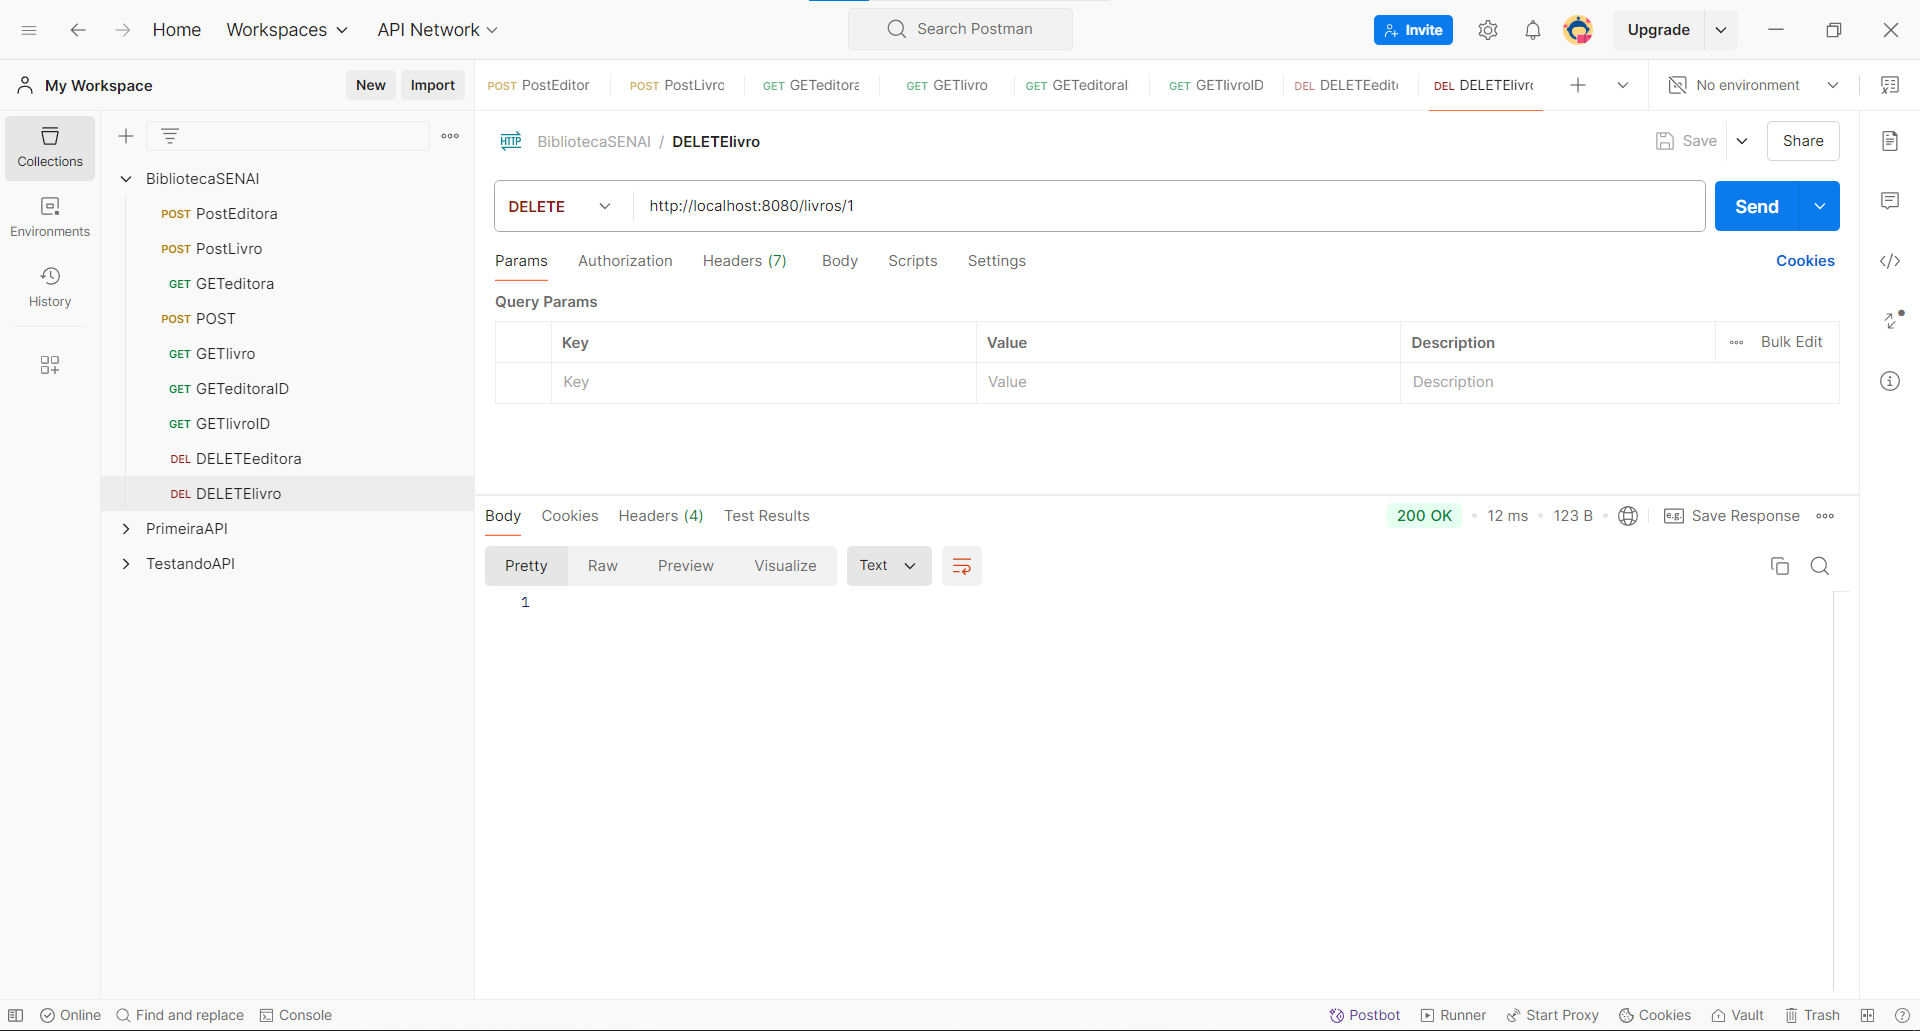 Home Workspaces API Network Search Postman Invite Upgrade
My Workspace New Import
POST PostEditor POST PostLivro GET GETeditora GET GETlivro GET GETeditoraI GET GETlivroID DEL DELETEedito DEL DELETElivro No environment
Collections
Environments
History
BibliotecaSENAI
POST PostEditora
POST PostLivro
GET GETeditora
POST POST
GET GETlivro
GET GETeditoraID
GET GETlivroID
DEL DELETEeditora
DEL DELETElivro
PrimeiraAPI
TestandoAPI
HTTP BibliotecaSENAI / DELETElivro Save Share
DELETE http://localhost:8080/livros/1 Send
Params Authorization Headers (7) Body Scripts Settings Cookies
Query Params
Key Value Description Bulk Edit
Key Value Description
Body Cookies Headers (4) Test Results 200 OK 12 ms 123 B e.g. Save Response
Pretty Raw Preview Visualize Text
1
Online Find and replace Console Postbot Runner Start Proxy Cookies Vault Trash